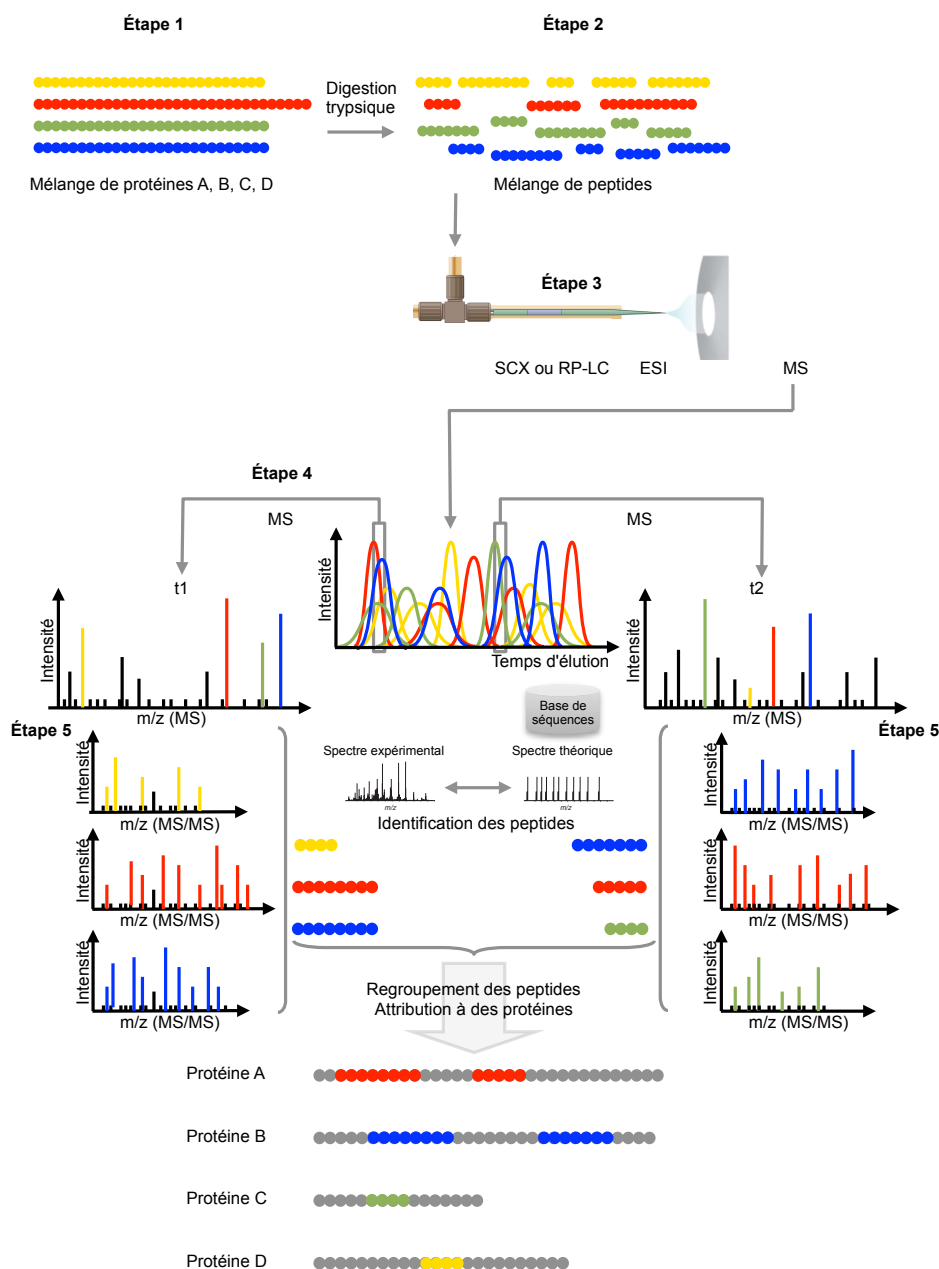 Étape 1
Étape 2
Digestion
trypsique
Mélange de protéines A, B, C, D
Mélange de peptides
Étape 3
SCX ou RP-LC
ESI
MS
Étape 4
MS
MS
t1
t2
Intensité
m/z (MS)
Intensité
Temps d'élution
Intensité
m/z (MS)
Étape 5
Étape 5
Base de
séquences
Spectre expérimental
Spectre théorique
m/z
m/z
Identification des peptides
Intensité
m/z (MS/MS)
Intensité
m/z (MS/MS)
Intensité
m/z (MS/MS)
Intensité
m/z (MS/MS)
Intensité
m/z (MS/MS)
Intensité
m/z (MS/MS)
Regroupement des peptides
Attribution à des protéines
Protéine A
Protéine B
Protéine C
Protéine D